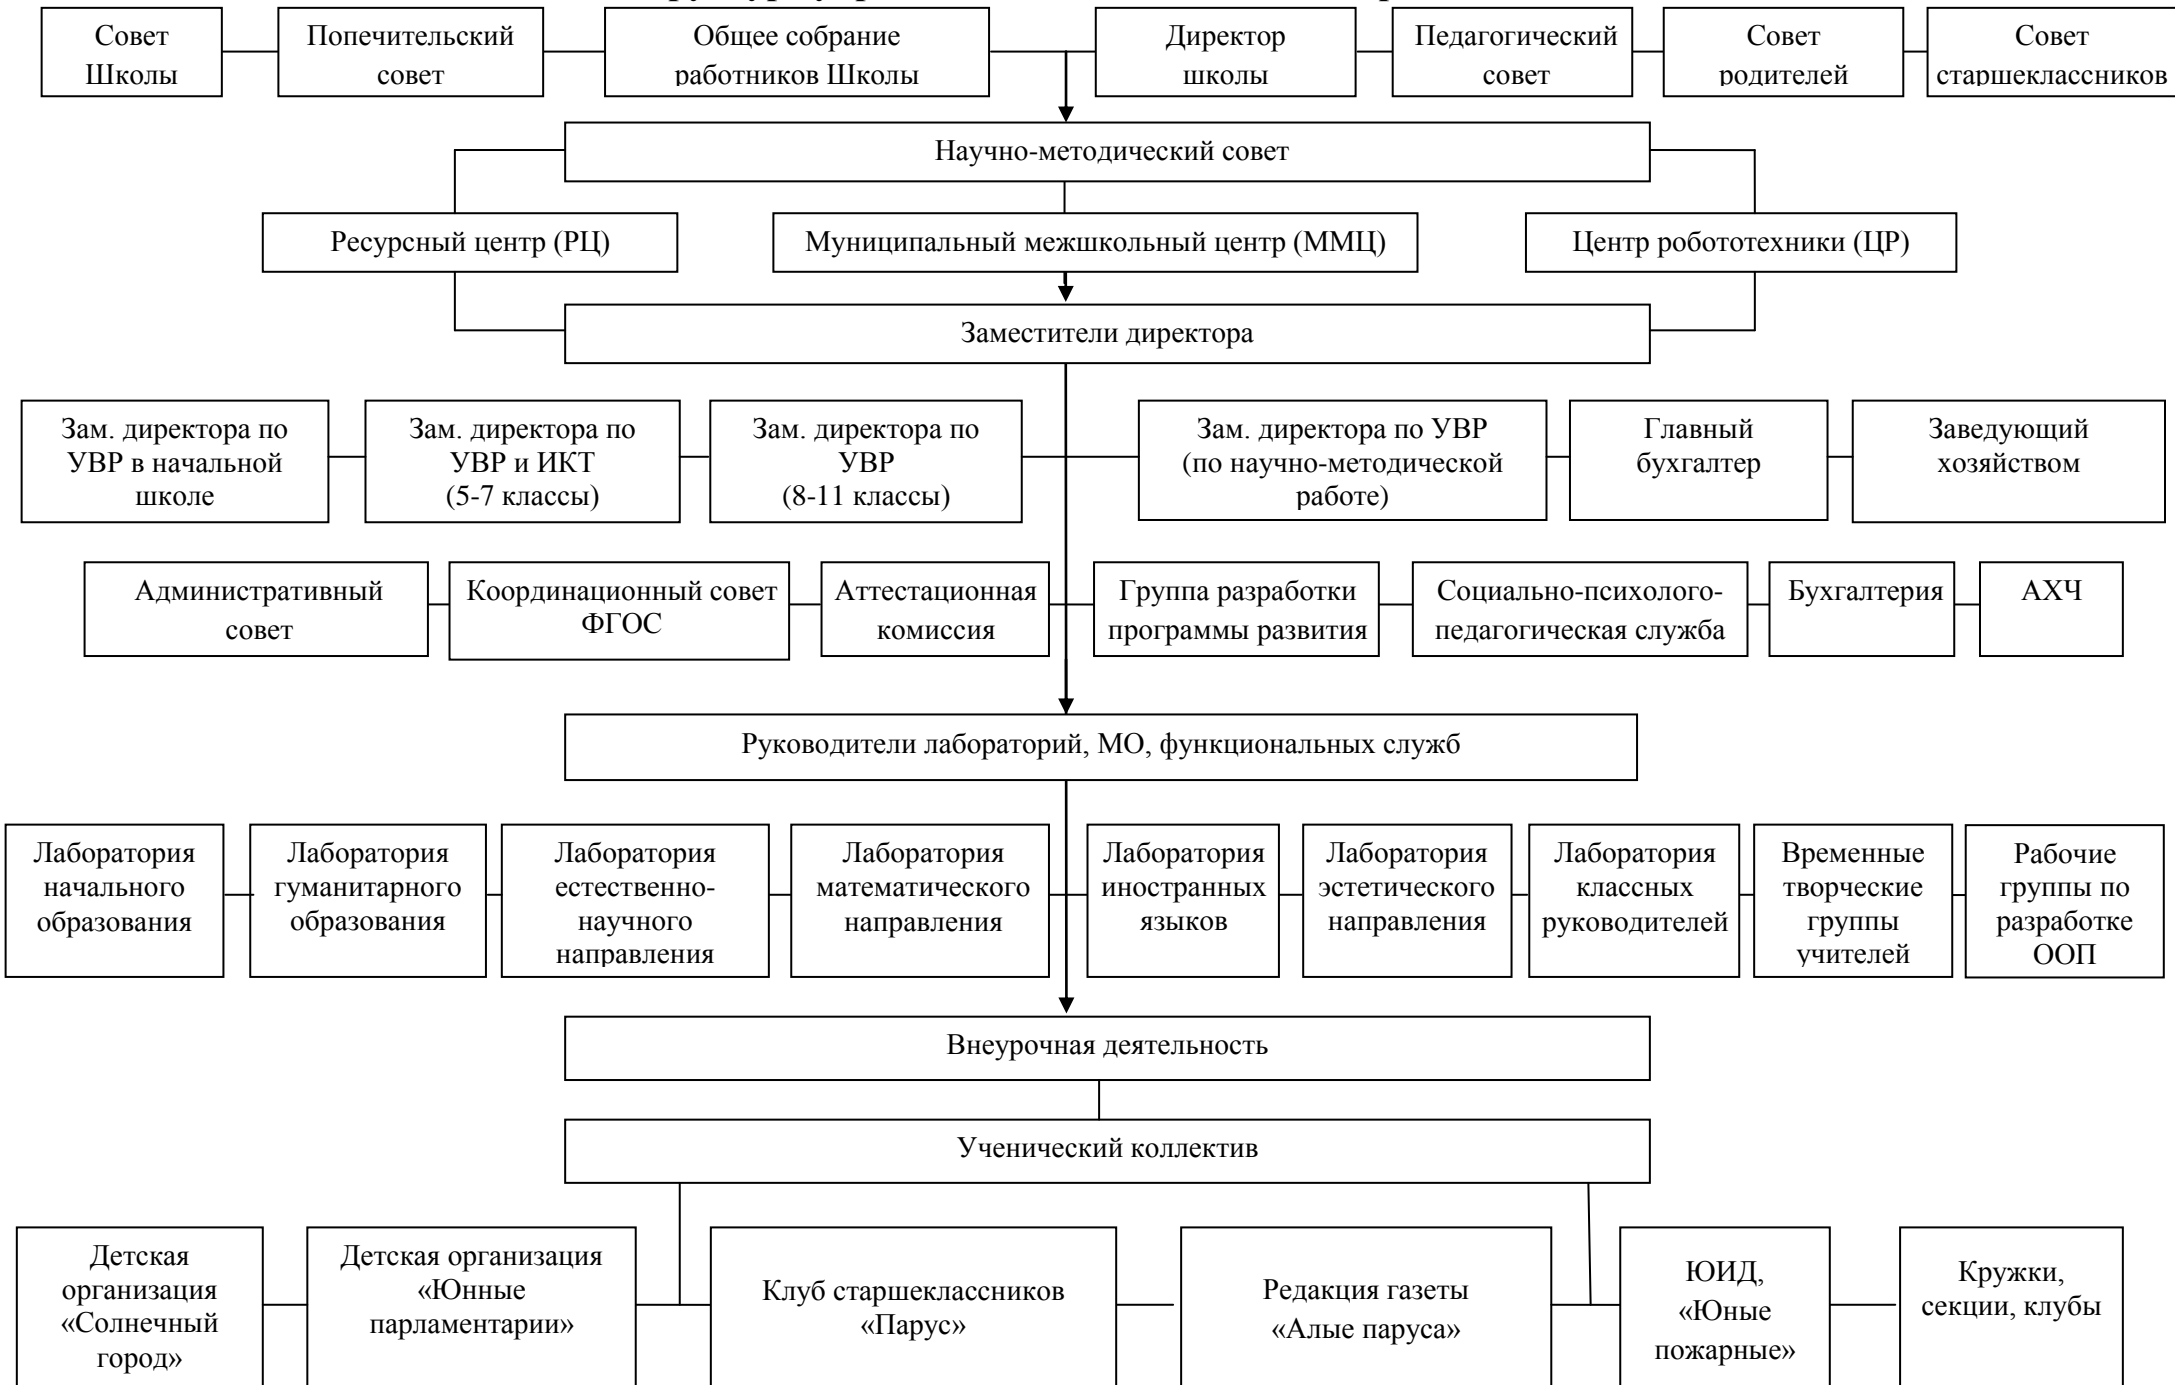 Совет
Школы
Попечительский
совет
Общее собрание
работников Школы
Директор
школы
Педагогический
совет
Совет
родителей
Совет
старшеклассников
Научно-методический совет
Ресурсный центр (РЦ)
Муниципальный межшкольный центр (ММЦ)
Центр робототехники (ЦР)
Заместители директора
Зам. директора по
УВР в начальной
школе
Зам. директора по
УВР и ИКТ
(5-7 классы)
Зам. директора по
УВР
(8-11 классы)
Зам. директора по УВР
(по научно-методической
работе)
Главный
бухгалтер
Заведующий
хозяйством
Административный
совет
Координационный совет
ФГОС
Аттестационная
комиссия
Группа разработки
программы развития
Социально-психолого-
педагогическая служба
Бухгалтерия
АХЧ
Руководители лабораторий, МО, функциональных служб
Лаборатория
начального
образования
Лаборатория
гуманитарного
образования
Лаборатория
естественно-
научного
направления
Лаборатория
математического
направления
Лаборатория
иностранных
языков
Лаборатория
эстетического
направления
Лаборатория
классных
руководителей
Временные
творческие
группы
учителей
Рабочие
группы по
разработке
ООП
Внеурочная деятельность
Ученический коллектив
Детская
организация
«Солнечный
город»
Детская организация
«Юнные
парламентарии»
Клуб старшеклассников
«Парус»
Редакция газеты
«Алые паруса»
ЮИД,
«Юные
пожарные»
Кружки,
секции, клубы